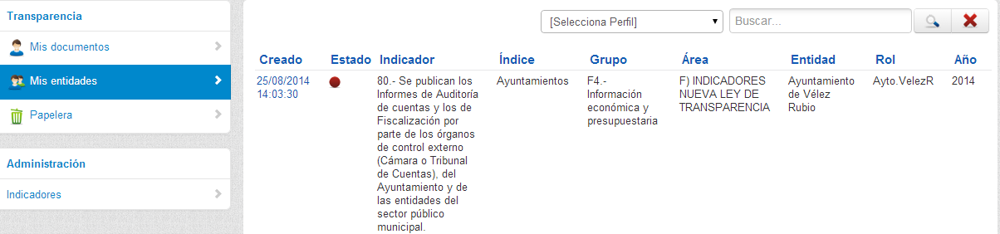 Transparencia
Mis documentos
Mis entidades
Papelera
Administración
Indicadores
[Selecciona Perfil]
Buscar...
Creado Estado Indicador Índice Grupo Área Entidad Rol Año
25/08/2014
14:03:30
80.- Se publican los
Informes de Auditoría
de cuentas y los de
Fiscalización por
parte de los órganos
de control externo
(Cámara o Tribunal
de Cuentas), del
Ayuntamiento y de
las entidades del
sector público
municipal.
Ayuntamientos
F4.-
Información
económica y
presupuestaria
F) INDICADORES
NUEVA LEY DE
TRANSPARENCIA
Ayuntamiento
de Vélez
Rubio
Ayto.VelezR
2014